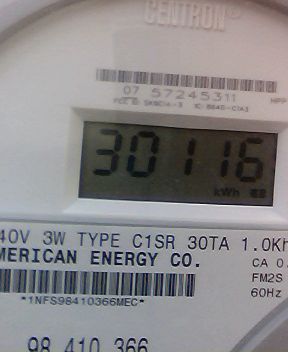 CENTRON®
07 57245311
30116
kWh
40V 3W TYPE C1SR 30TA 1.0Kh
MERICAN ENERGY CO.
CA 0.
FM2S
60Hz
*1NFS98410366MEC*
98 410 366